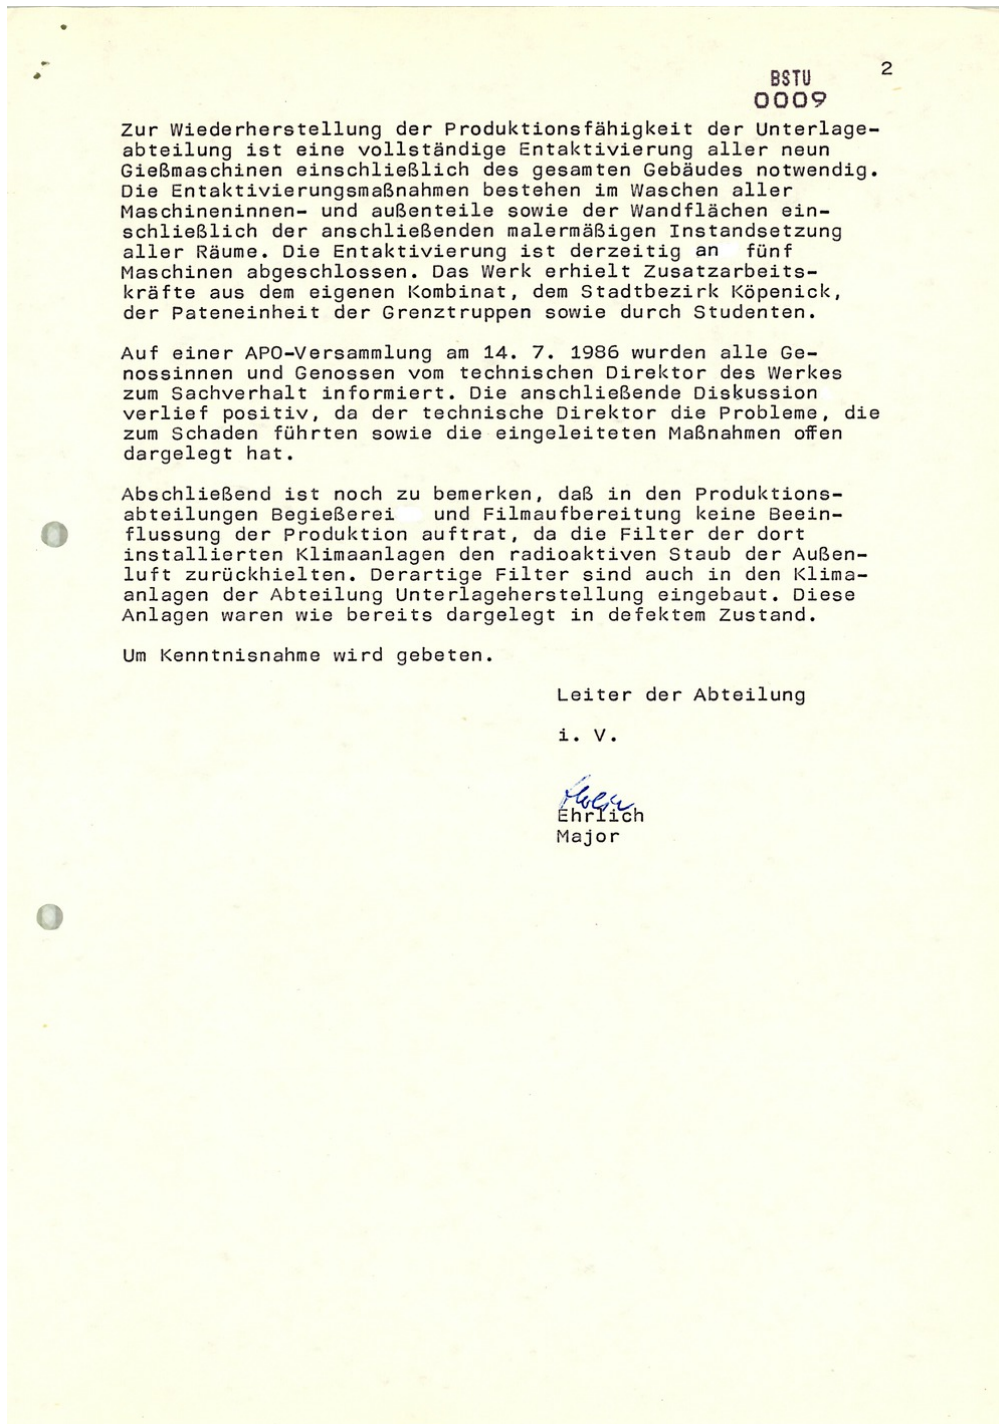 2
BSTU
0009
Zur Wiederherstellung der Produktionsfähigkeit der Unterlage-
abteilung ist eine vollständige Entaktivierung aller neun
Gießmaschinen einschließlich des gesamten Gebäudes notwendig.
Die Entaktivierungsmaßnahmen bestehen im Waschen aller
Maschineninnen- und außenteile sowie der Wandflächen ein-
schließlich der anschließenden malermäßigen Instandsetzung
aller Räume. Die Entaktivierung ist derzeitig an fünf
Maschinen abgeschlossen. Das Werk erhielt Zusatzarbeits-
kräfte aus dem eigenen Kombinat, dem Stadtbezirk Köpenick,
der Pateneinheit der Grenztruppen sowie durch Studenten.
Auf einer APO-Versammlung am 14. 7. 1986 wurden alle Ge-
nossinnen und Genossen vom technischen Direktor des Werkes
zum Sachverhalt informiert. Die anschließende Diskussion
verlief positiv, da der technische Direktor die Probleme, die
zum Schaden führten sowie die eingeleiteten Maßnahmen offen
dargelegt hat.
Abschließend ist noch zu bemerken, daß in den Produktions-
abteilungen Begießerei und Filmaufbereitung keine Beein-
flussung der Produktion auftrat, da die Filter der dort
installierten Klimaanlagen den radioaktiven Staub der Außen-
luft zurückhielten. Derartige Filter sind auch in den Klima-
anlagen der Abteilung Unterlageherstellung eingebaut. Diese
Anlagen waren wie bereits dargelegt in defektem Zustand.
Um Kenntnisnahme wird gebeten.
Leiter der Abteilung
i. V.
Ehrlich
Major